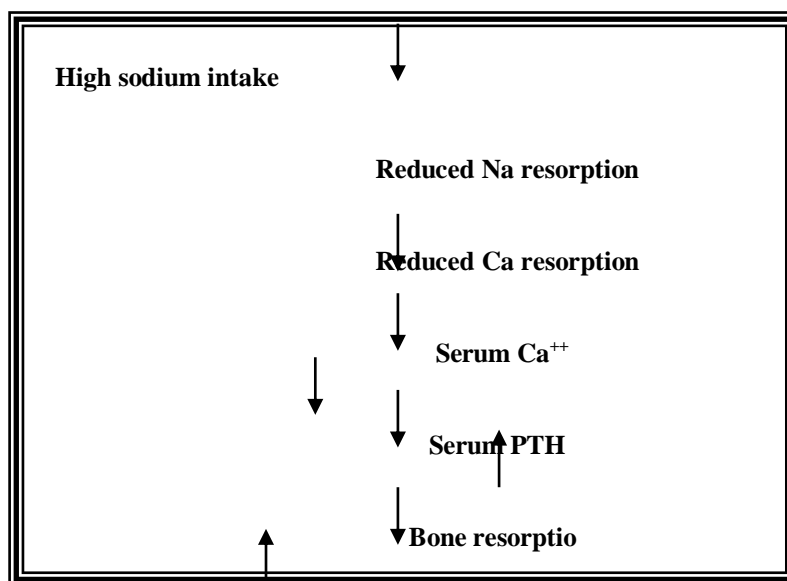 High sodium intake
Reduced Na resorption
Reduced Ca resorption
Serum Ca⁺⁺
Serum PTH
Bone resorptio